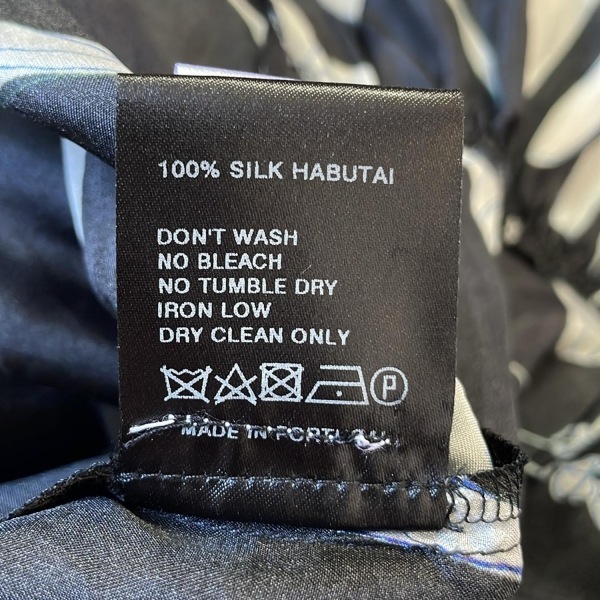 100% SILK HABUTAI
DON'T WASH
NO BLEACH
NO TUMBLE DRY
IRON LOW
DRY CLEAN ONLY
P
MADE IN PORTUGAL